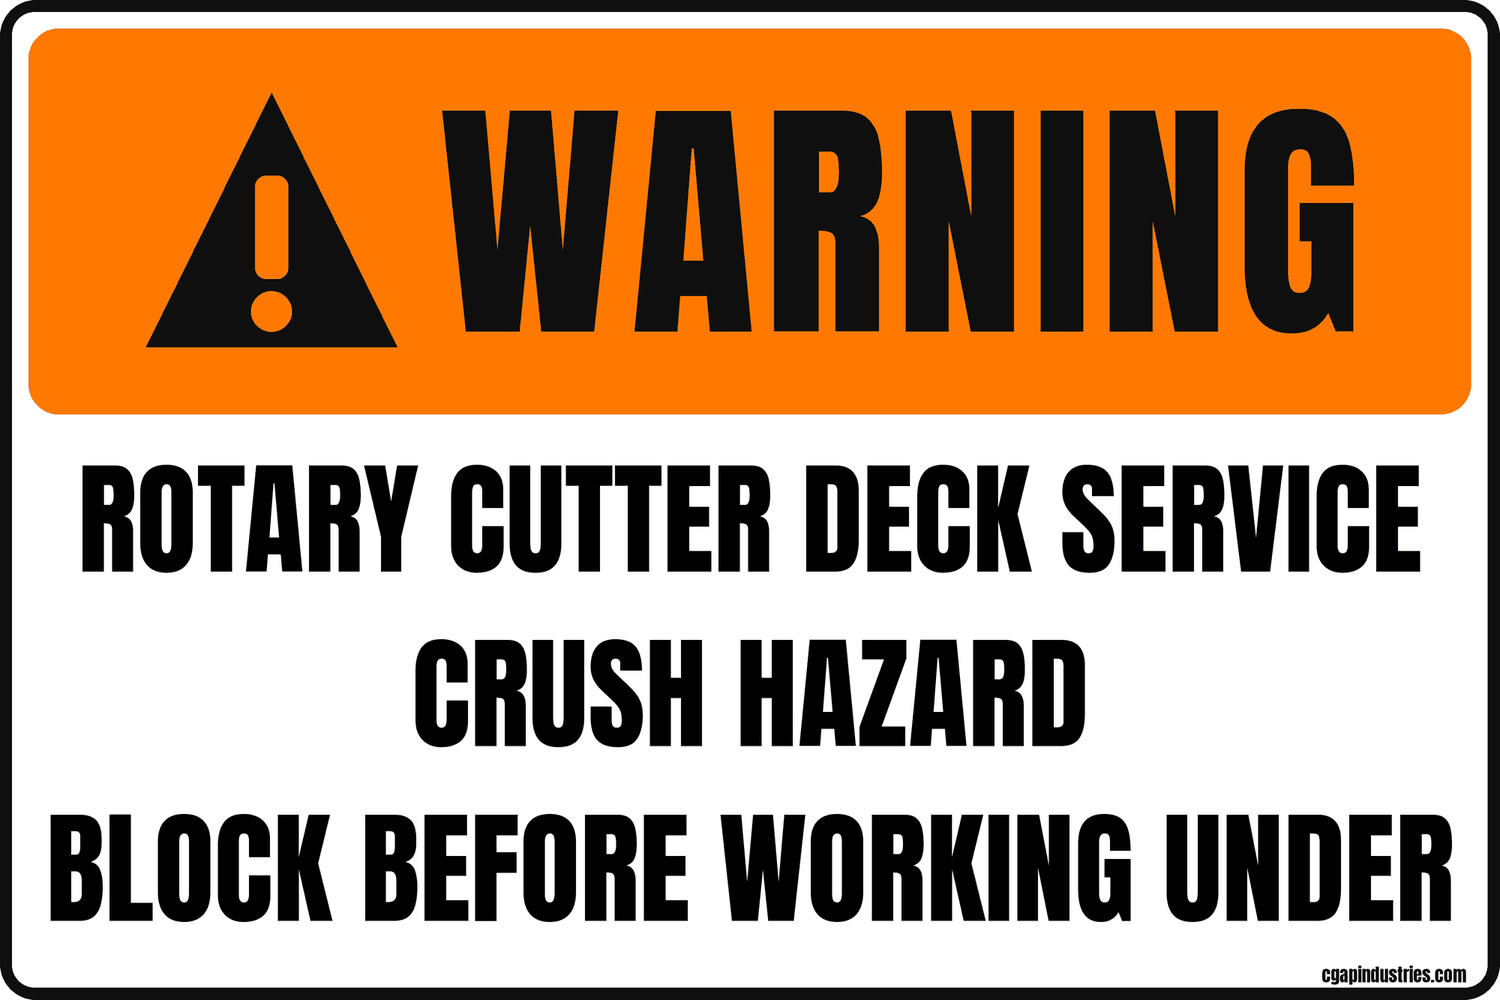 WARNING
ROTARY CUTTER DECK SERVICE
CRUSH HAZARD
BLOCK BEFORE WORKING UNDER
cgapindustries.com